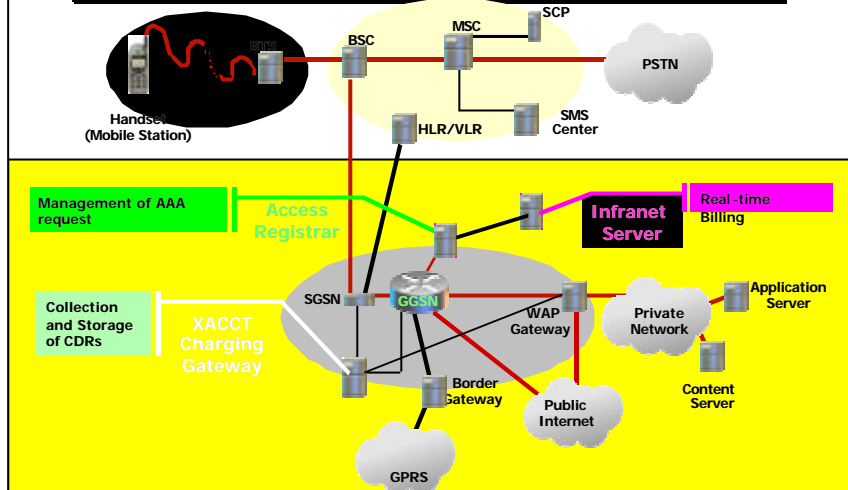 SCP
MSC
BSC
BTS
PSTN
Handset
(Mobile Station)
HLR/VLR
SMS
Center
Management of AAA
request
Access
Registrar
Infranet
Server
Real-time
Billing
SGSN
GGSN
WAP
Gateway
Private
Network
Application
Server
Collection
and Storage
of CDRs
XACCT
Charging
Gateway
Border
Gateway
Public
Internet
Content
Server
GPRS